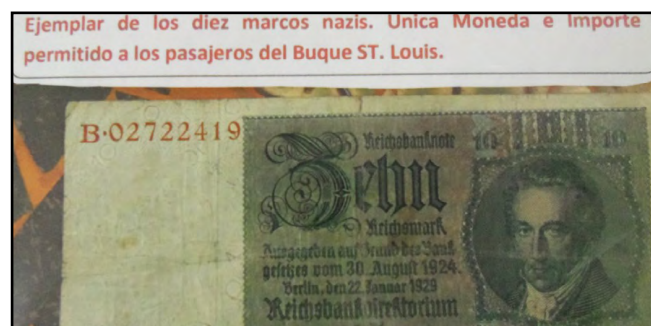 Ejemplar de los diez marcos nazis. Unica Moneda e Importe
permitido a los pasajeros del Buque ST. Louis.
B·02722419
Reichsbanknote
10 10
Zehn
Reichsmark
Ausgegeben auf Grund des Bank
gesetzes vom 30. August 1924.
Berlin, den 22. Januar 1929
Reichsbankdirektorium